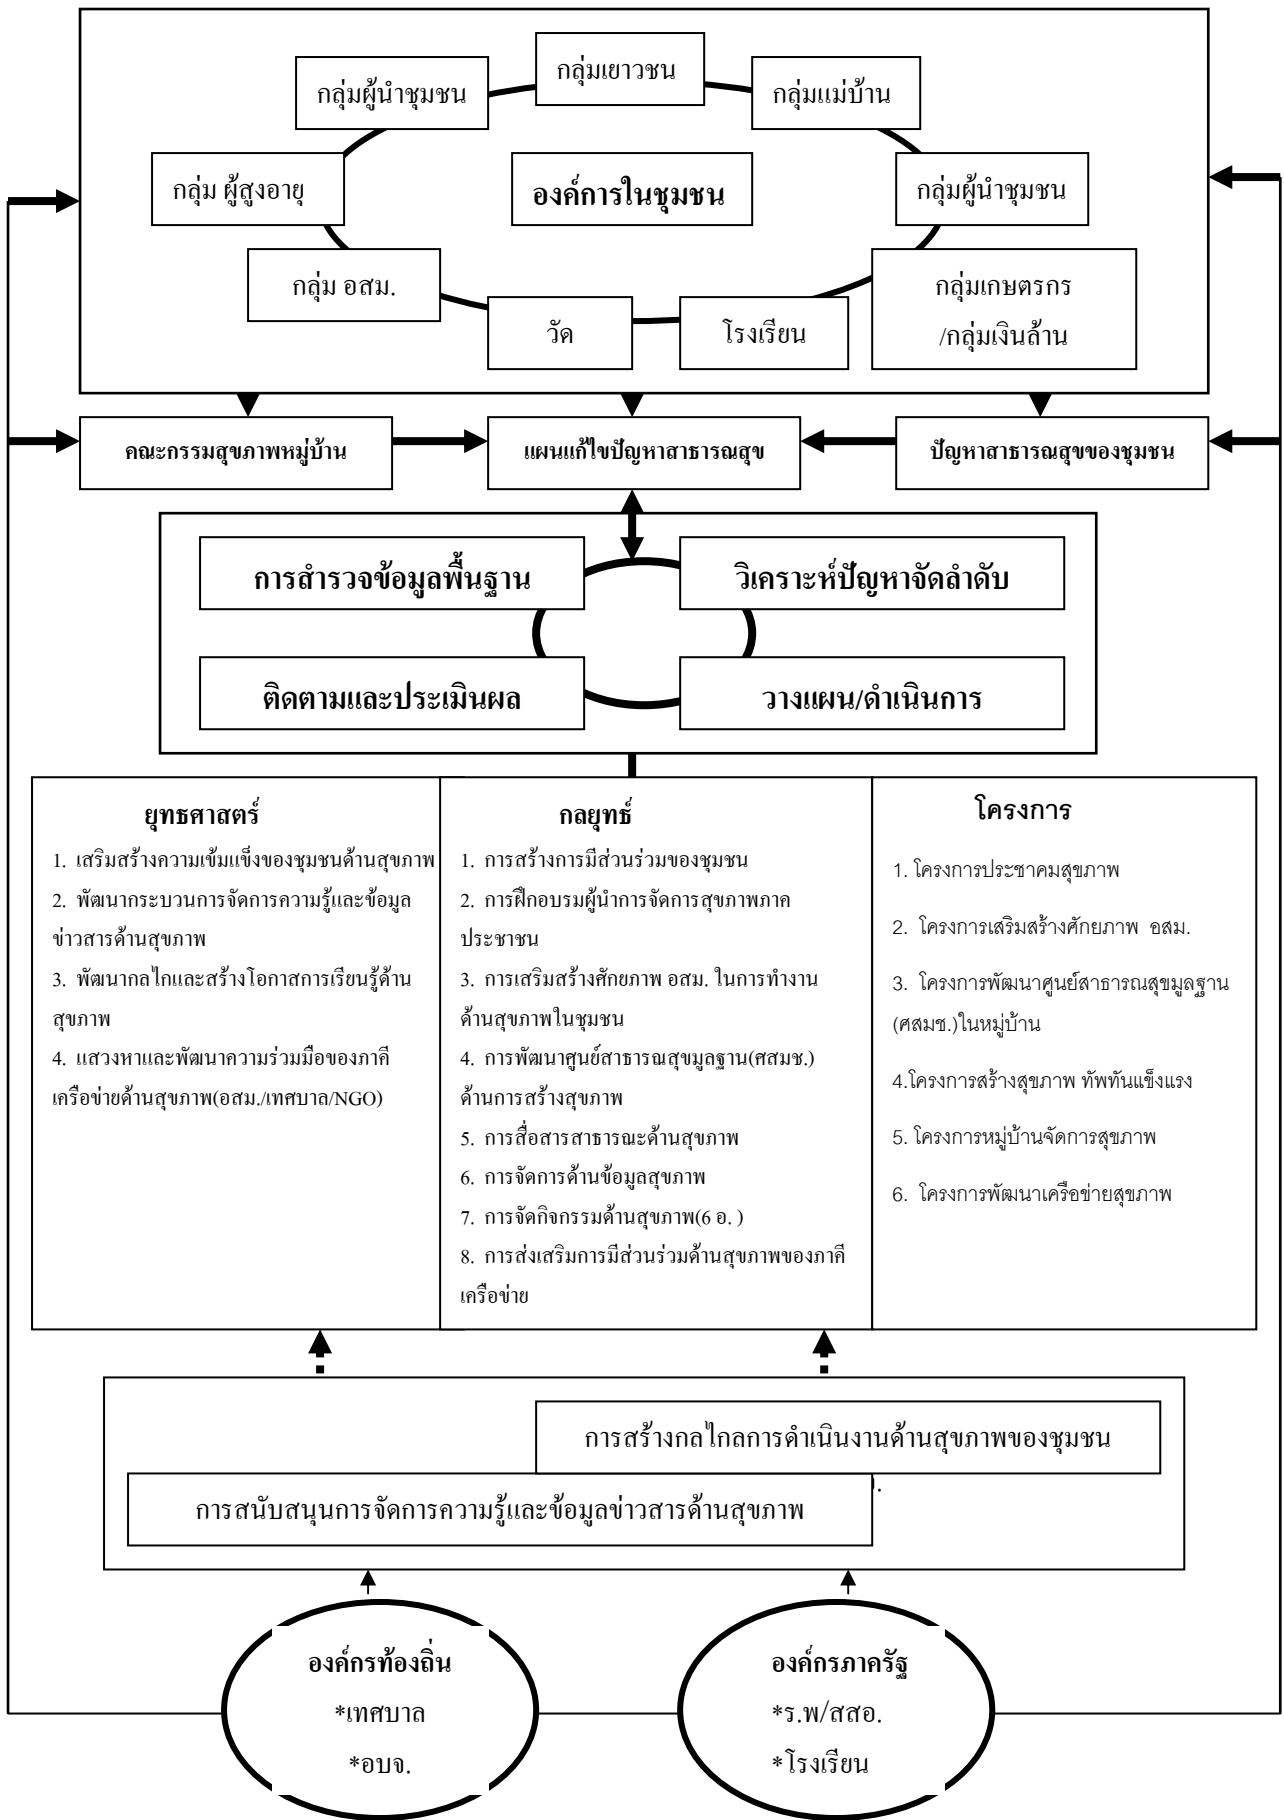 กลุ่มเยาวชน
กลุ่มผู้นำชุมชน
กลุ่มแม่บ้าน
กลุ่ม ผู้สูงอายุ
องค์การในชุมชน
กลุ่มผู้นำชุมชน
กลุ่ม อสม.
วัด
โรงเรียน
กลุ่มเกษตรกร
/กลุ่มเงินล้าน
คณะกรรมสุขภาพหมู่บ้าน
แผนแก้ไขปัญหาสาธารณสุข
ปัญหาสาธารณสุขของชุมชน
การสำรวจข้อมูลพื้นฐาน
วิเคราะห์ปัญหาจัดลำดับ
ติดตามและประเมินผล
วางแผน/ดำเนินการ
ยุทธศาสตร์
1. เสริมสร้างความเข้มแข็งของชุมชนด้านสุขภาพ
2. พัฒนากระบวนการจัดการความรู้และข้อมูล
ข่าวสารด้านสุขภาพ
3. พัฒนากลไกและสร้างโอกาสการเรียนรู้ด้าน
สุขภาพ
4. แสวงหาและพัฒนาความร่วมมือของภาคี
เครือข่ายด้านสุขภาพ(อสม./เทศบาล/NGO)
กลยุทธ์
1. การสร้างการมีส่วนร่วมของชุมชน
2. การฝึกอบรมผู้นำการจัดการสุขภาพภาค
ประชาชน
3. การเสริมสร้างศักยภาพ อสม. ในการทำงาน
ด้านสุขภาพในชุมชน
4. การพัฒนาศูนย์สาธารณสุขมูลฐาน(ศสมช.)
ด้านการสร้างสุขภาพ
5. การสื่อสารสาธารณะด้านสุขภาพ
6. การจัดการด้านข้อมูลสุขภาพ
7. การจัดกิจกรรมด้านสุขภาพ(6 อ. )
8. การส่งเสริมการมีส่วนร่วมด้านสุขภาพของภาคี
เครือข่าย
โครงการ
1. โครงการประชาคมสุขภาพ
2. โครงการเสริมสร้างศักยภาพ อสม.
3. โครงการพัฒนาศูนย์สาธารณสุขมูลฐาน
(ศสมช.)ในหมู่บ้าน
4.โครงการสร้างสุขภาพ ทัพทันแข็งแรง
5. โครงการหมู่บ้านจัดการสุขภาพ
6. โครงการพัฒนาเครือข่ายสุขภาพ
การสร้างกลไกลการดำเนินงานด้านสุขภาพของชุมชน
การสนับสนุนการจัดการความรู้และข้อมูลข่าวสารด้านสุขภาพ
องค์กรท้องถิ่น
*เทศบาล
*อบจ.
องค์กรภาครัฐ
*ร.พ/สสอ.
*โรงเรียน